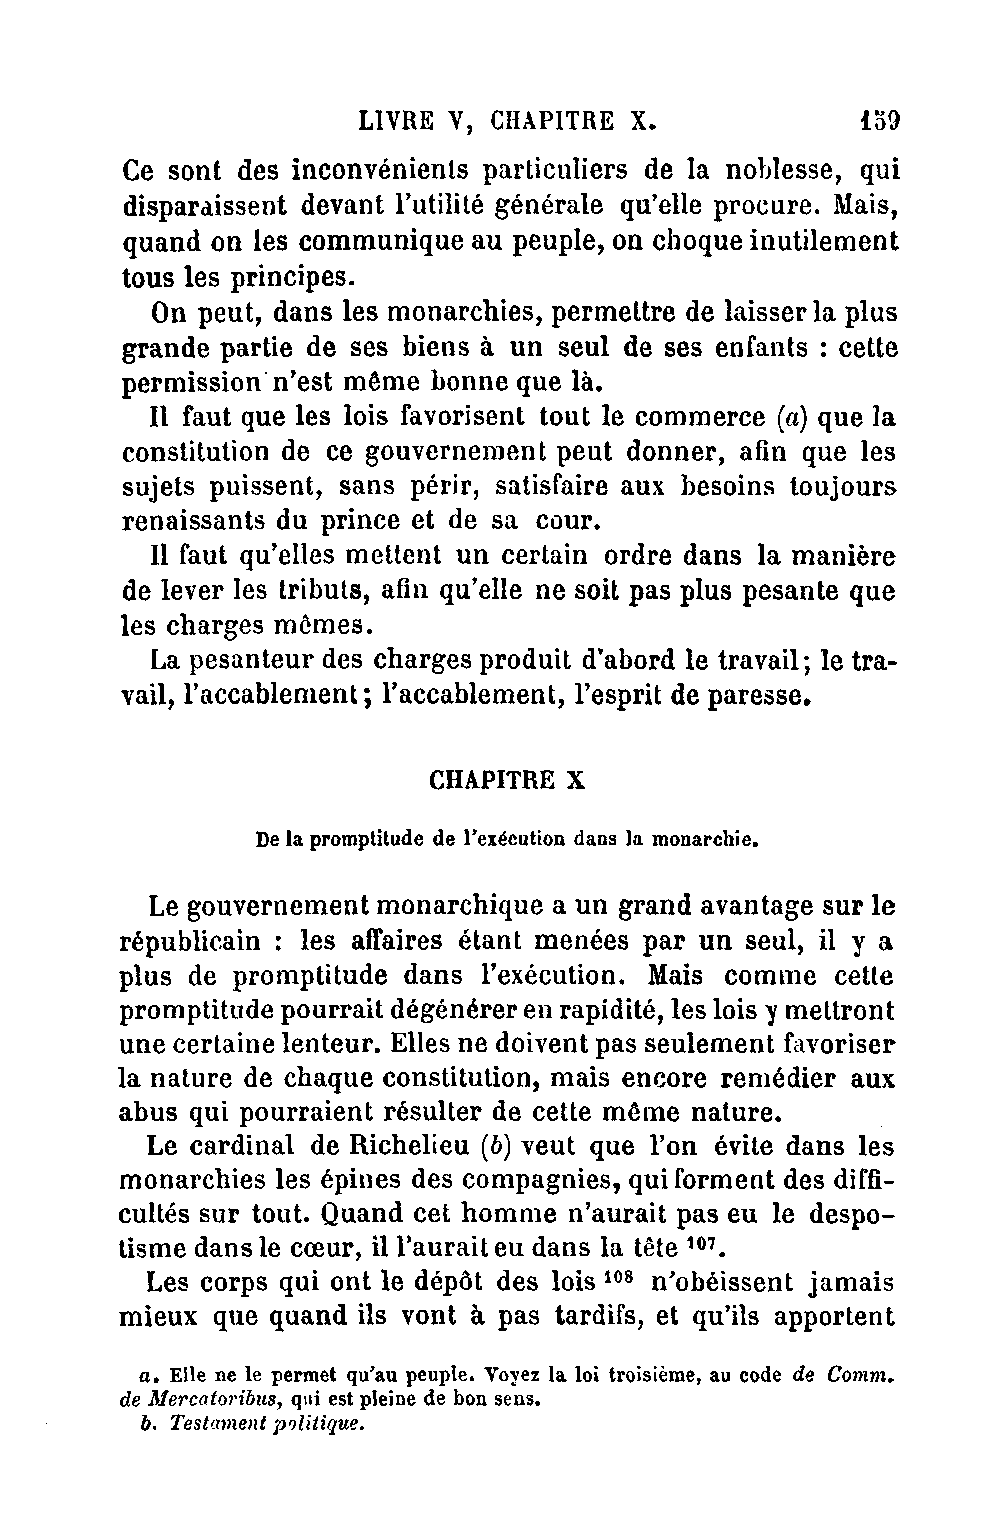 LIVRE V, CHAPITRE X. 159
Ce sont des inconvénients particuliers de la noblesse, qui
disparaissent devant l'utilité générale qu'elle procure. Mais,
quand on les communique au peuple, on choque inutilement
tous les principes.
On peut, dans les monarchies, permettre de laisser la plus
grande partie de ses biens à un seul de ses enfants : cette
permission n'est même bonne que là.
Il faut que les lois favorisent tout le commerce (a) que la
constitution de ce gouvernement peut donner, afin que les
sujets puissent, sans périr, satisfaire aux besoins toujours
renaissants du prince et de sa cour.
Il faut qu'elles mettent un certain ordre dans la manière
de lever les tributs, afin qu'elle ne soit pas plus pesante que
les charges mêmes.
La pesanteur des charges produit d'abord le travail; le tra-
vail, l'accablement; l'accablement, l'esprit de paresse.
CHAPITRE X
De la promptitude de l'exécution dans la monarchie.
Le gouvernement monarchique a un grand avantage sur le
républicain : les affaires étant menées par un seul, il y a
plus de promptitude dans l'exécution. Mais comme cette
promptitude pourrait dégénérer en rapidité, les lois y mettront
une certaine lenteur. Elles ne doivent pas seulement favoriser
la nature de chaque constitution, mais encore remédier aux
abus qui pourraient résulter de cette même nature.
Le cardinal de Richelieu (b) veut que l'on évite dans les
monarchies les épines des compagnies, qui forment des diffi-
cultés sur tout. Quand cet homme n'aurait pas eu le despo-
tisme dans le cœur, il l'aurait eu dans la tête ¹⁰⁷.
Les corps qui ont le dépôt des lois ¹⁰⁸ n'obéissent jamais
mieux que quand ils vont à pas tardifs, et qu'ils apportent
a. Elle ne le permet qu'au peuple. Voyez la loi troisième, au code de Comm.
de Mercatoribus, qui est pleine de bon sens.
b. Testament politique.